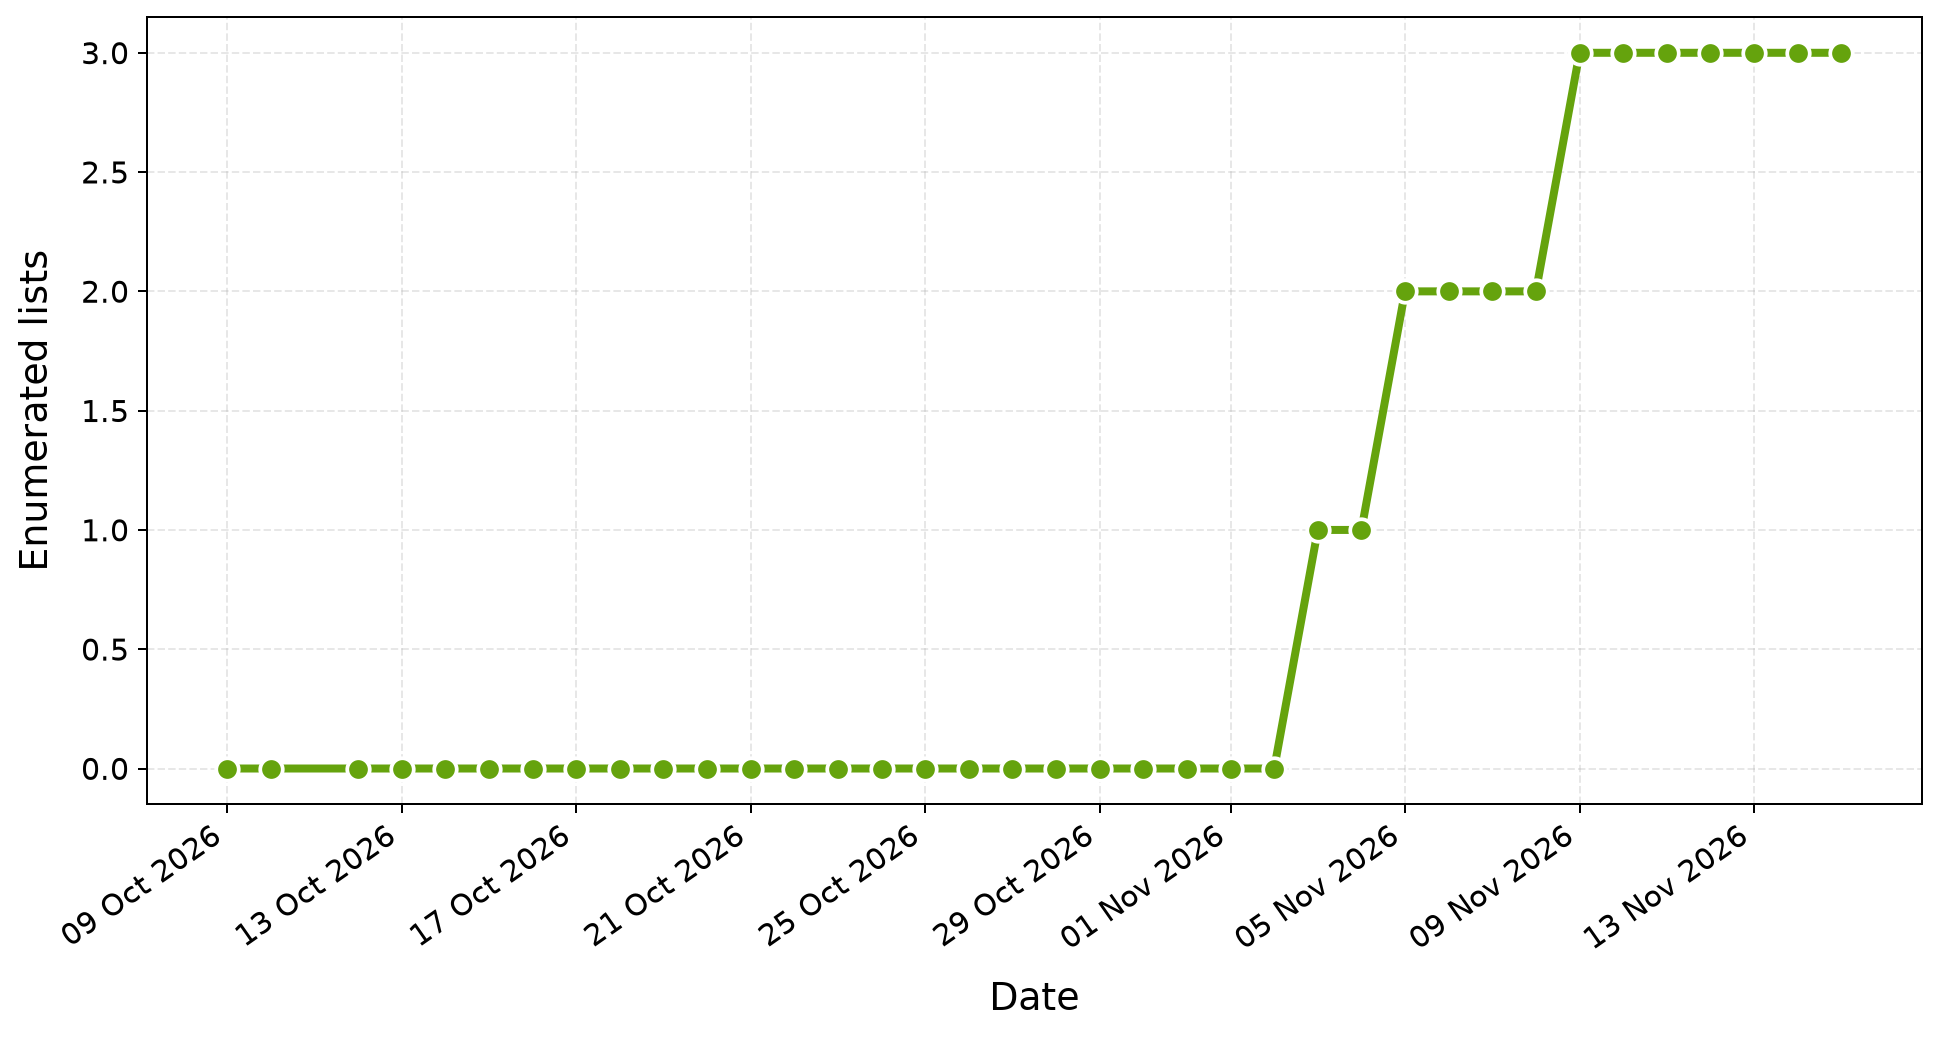 3.0
2.5
2.0
1.5
1.0
0.5
0.0
Enumerated lists
09 Oct 2026
13 Oct 2026
17 Oct 2026
21 Oct 2026
25 Oct 2026
29 Oct 2026
01 Nov 2026
05 Nov 2026
09 Nov 2026
13 Nov 2026
Date